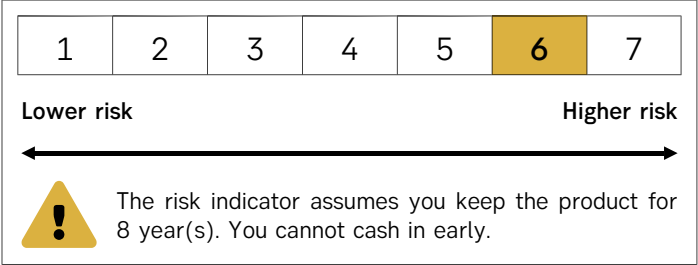 1 2 3 4 5 6 7
Lower risk Higher risk
The risk indicator assumes you keep the product for
8 year(s). You cannot cash in early.